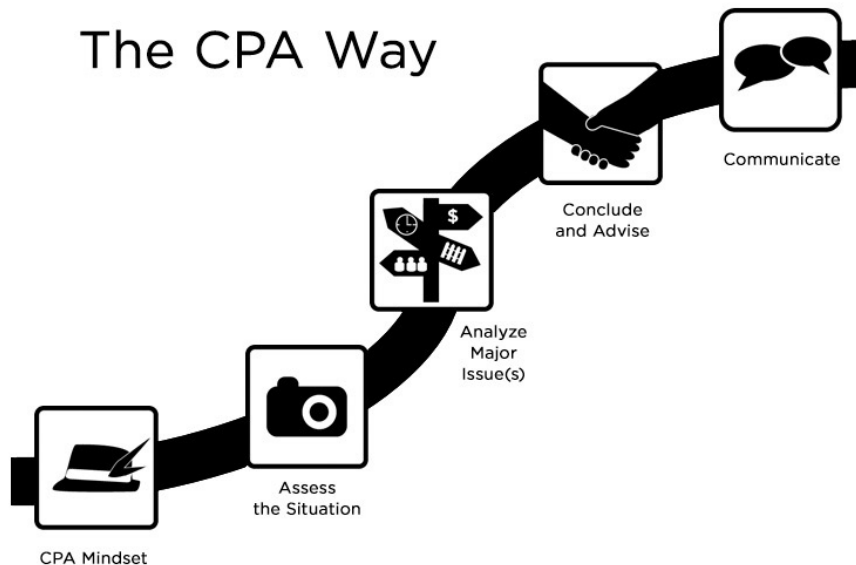 The CPA Way
CPA Mindset
Assess
the Situation
$
Analyze
Major
Issue(s)
Conclude
and Advise
Communicate